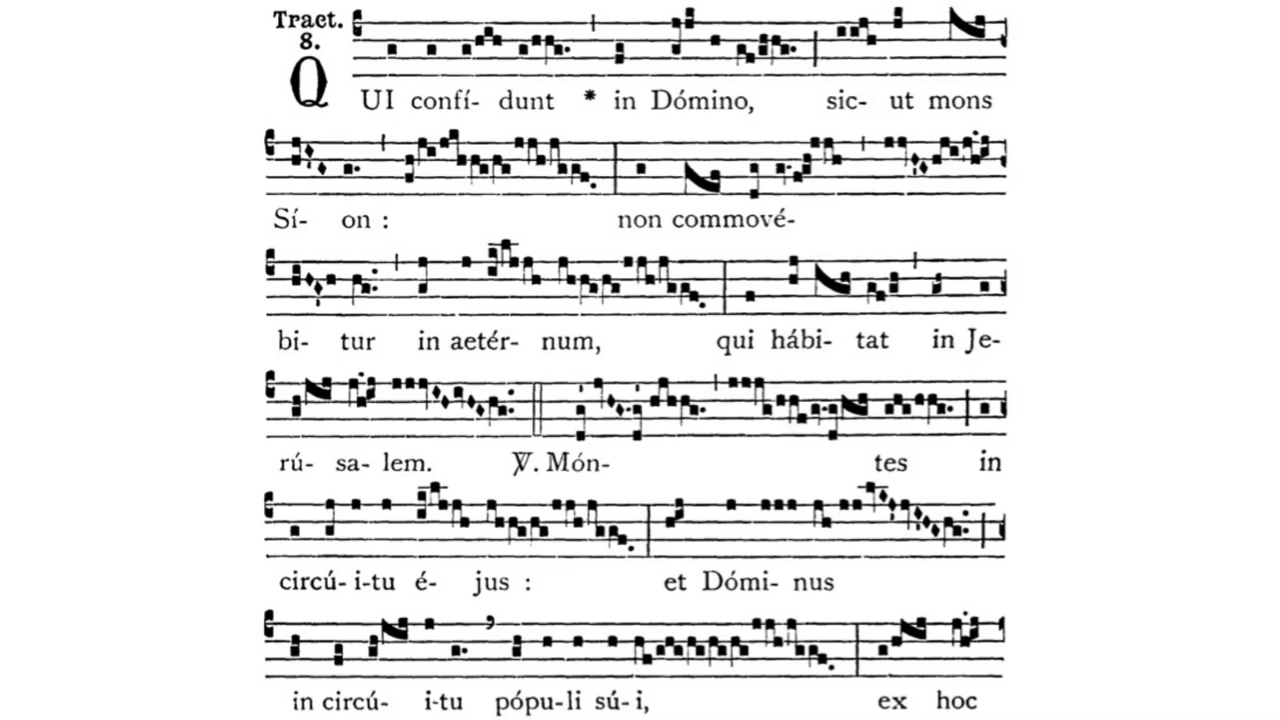 Tract.
8.
QUI confí- dunt * in Dómino, sic- ut mons
Sí- on : non commové-
bi- tur in aetér- num, qui hábi- tat in Je-
rú- sa- lem. ℣. Món- tes in
circú- i-tu é- jus : et Dómi- nus
in circú- i-tu pópu-li sú-i, ex hoc